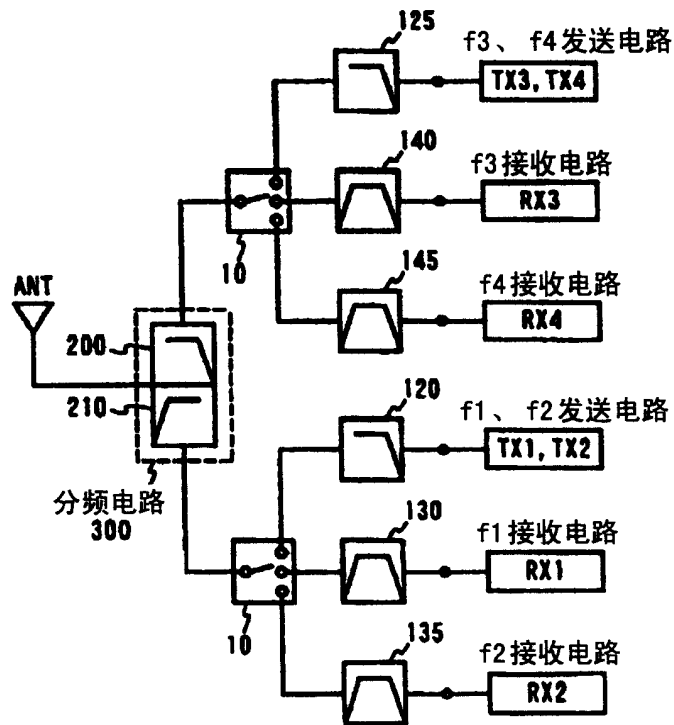 125
f3、f4发送电路
TX3, TX4
140
f3接收电路
RX3
10
145
f4接收电路
RX4
ANT
200
210
分频电路
300
120
f1、f2发送电路
TX1, TX2
130
f1接收电路
RX1
10
135
f2接收电路
RX2